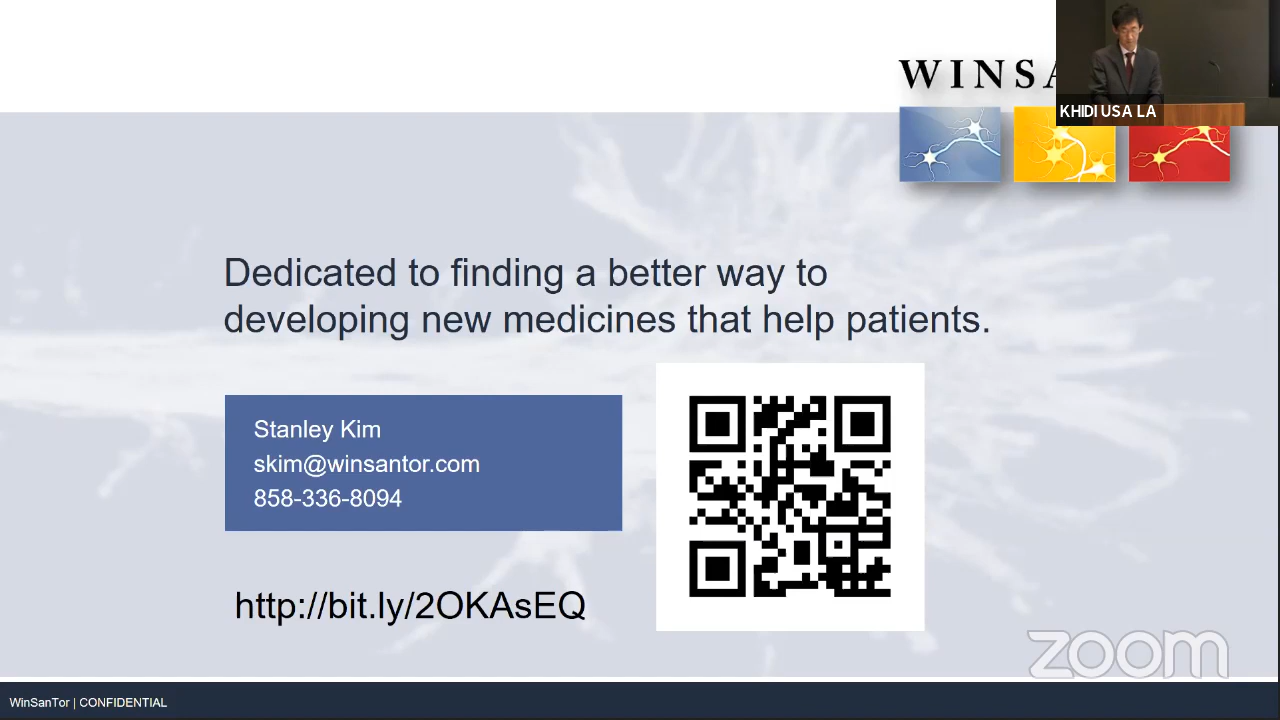 WINSA
KHIDI USA LA
Dedicated to finding a better way to
developing new medicines that help patients.
Stanley Kim
skim@winsantor.com
858-336-8094
http://bit.ly/2OKAsEQ
zoom
WinSanTor | CONFIDENTIAL